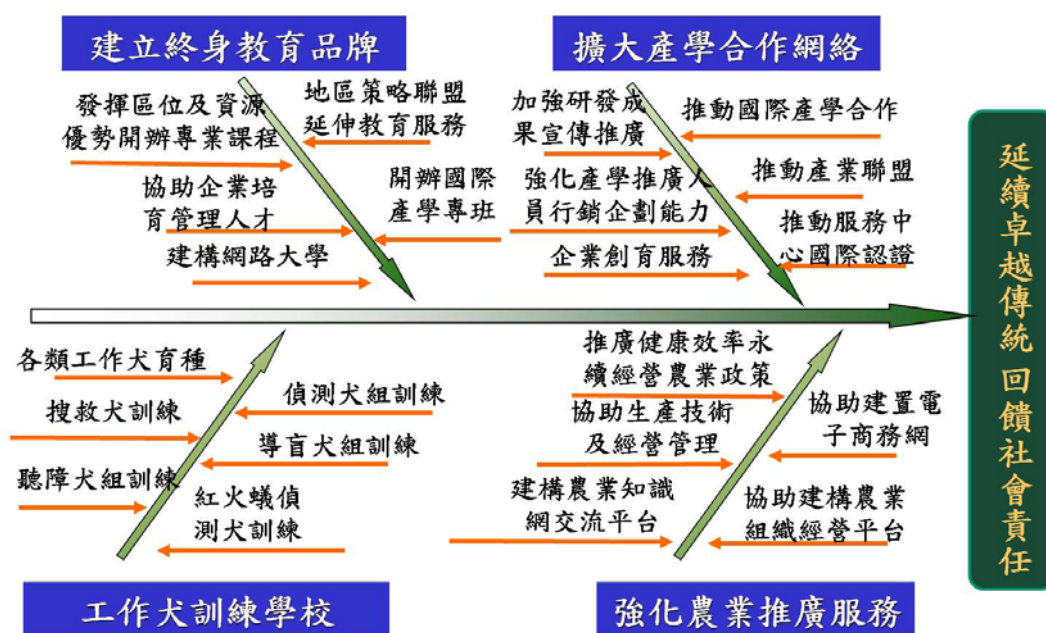 建立終身教育品牌
發揮區位及資源
優勢開辦專業課程
地區策略聯盟
延伸教育服務
協助企業培
育管理人才
開辦國際
產學專班
建構網路大學
擴大產學合作網絡
加強研發成
果宣傳推廣
推動國際產學合作
強化產學推廣人
員行銷企劃能力
推動產業聯盟
企業創育服務
推動服務中
心國際認證
各類工作犬育種
偵測犬組訓練
搜救犬訓練
導盲犬組訓練
聽障犬組訓練
紅火蟻偵
測犬訓練
工作犬訓練學校
推廣健康效率永
續經營農業政策
協助生產技術
及經營管理
協助建置電
子商務網
建構農業知識
網交流平台
協助建構農業
組織經營平台
強化農業推廣服務
延續卓越傳統 回饋社會責任